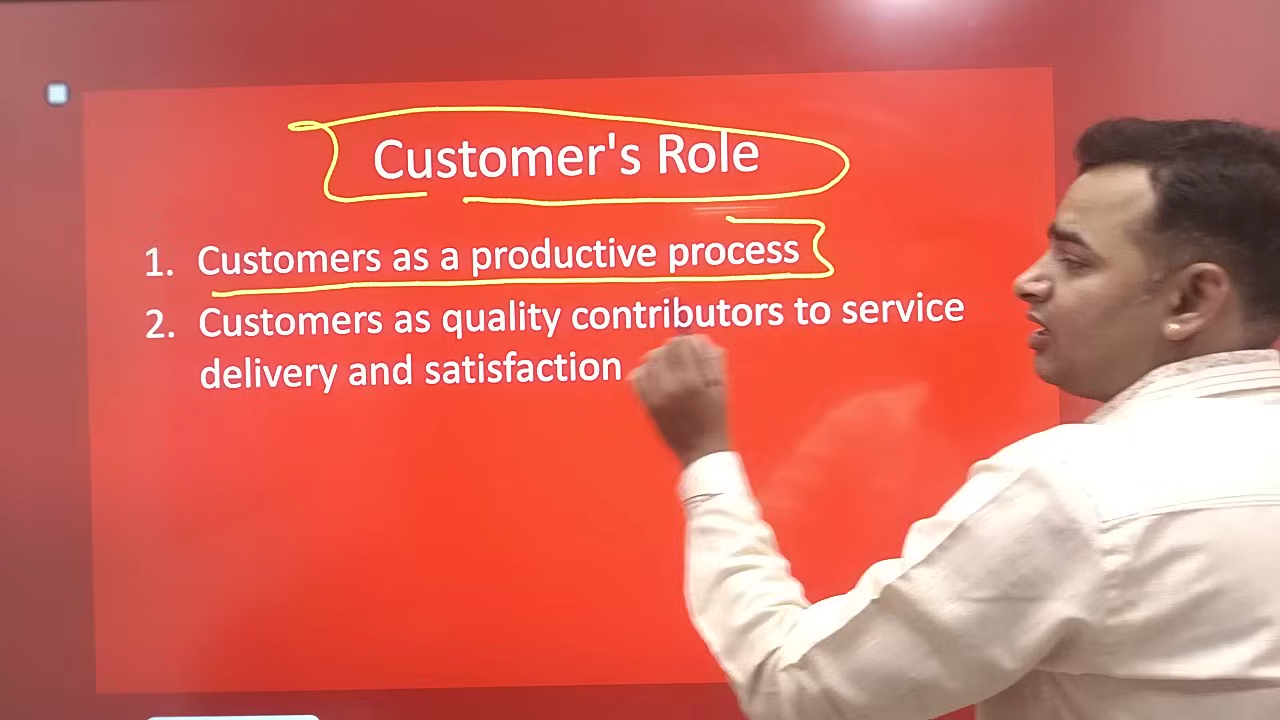 Customer's Role
1. Customers as a productive process
2. Customers as quality contributors to service
delivery and satisfaction